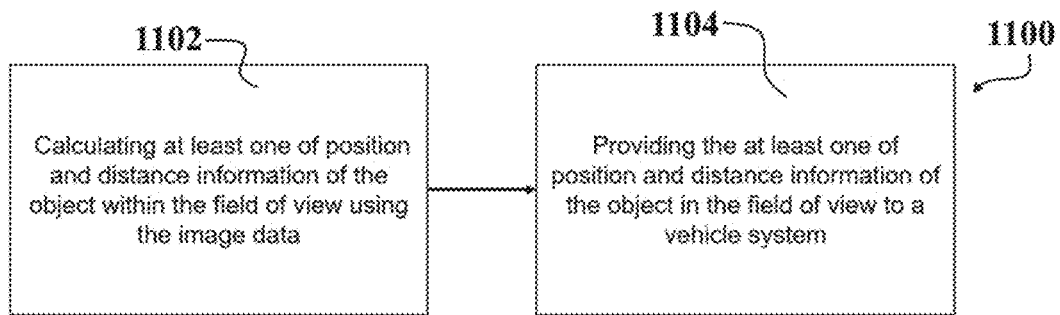 1102
1104
1100
Calculating at least one of position
and distance information of the
object within the field of view using
the image data
Providing the at least one of
position and distance information of
the object in the field of view to a
vehicle system